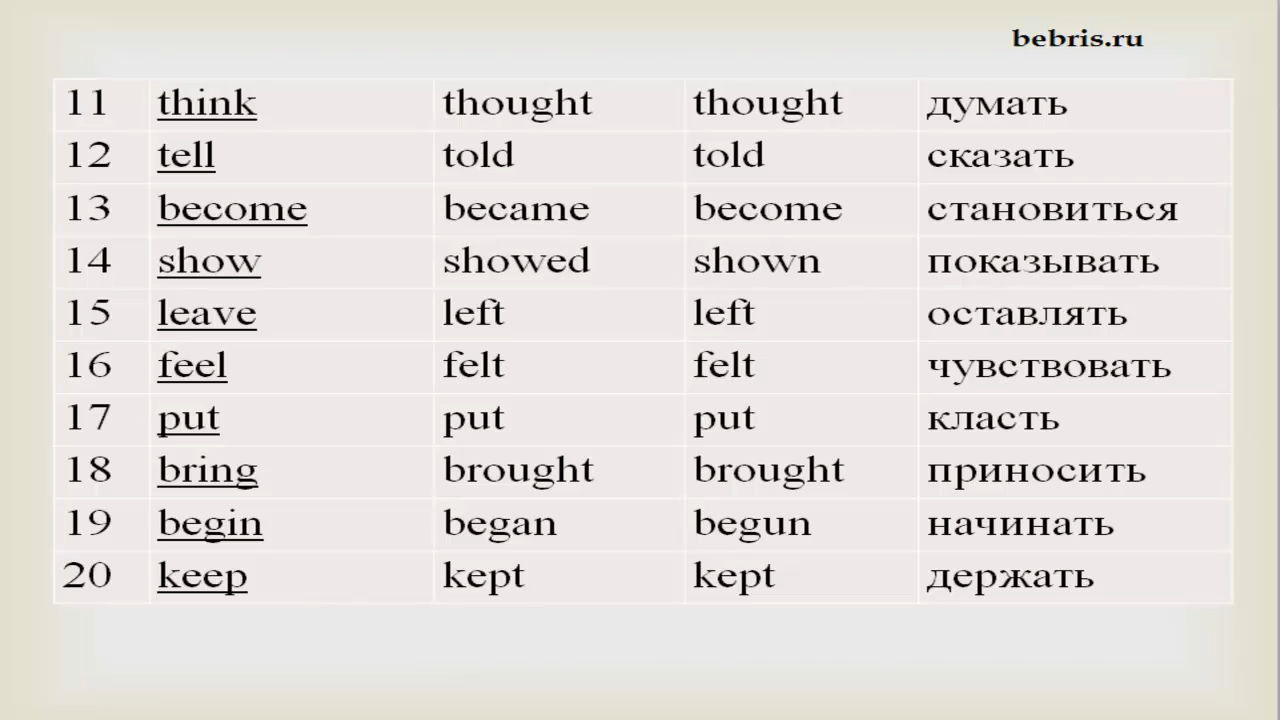 bebris.ru
11 think thought thought думать
12 tell told told сказать
13 become became become становиться
14 show showed shown показывать
15 leave left left оставлять
16 feel felt felt чувствовать
17 put put put класть
18 bring brought brought приносить
19 begin began begun начинать
20 keep kept kept держать